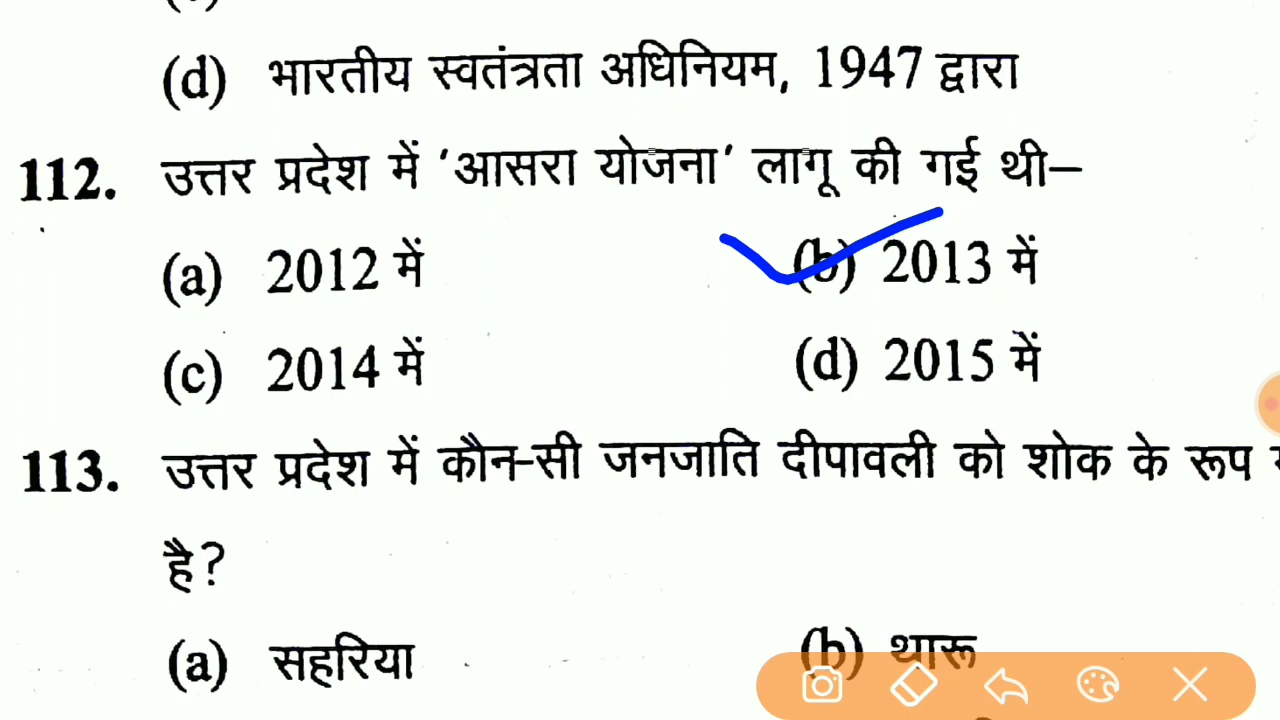 (d) भारतीय स्वतंत्रता अधिनियम, 1947 द्वारा
112. उत्तर प्रदेश में 'आसरा योजना' लागू की गई थी–
(a) 2012 में (b) 2013 में
(c) 2014 में (d) 2015 में
113. उत्तर प्रदेश में कौन-सी जनजाति दीपावली को शोक के रूप
है?
(a) सहरिया (b) थारू